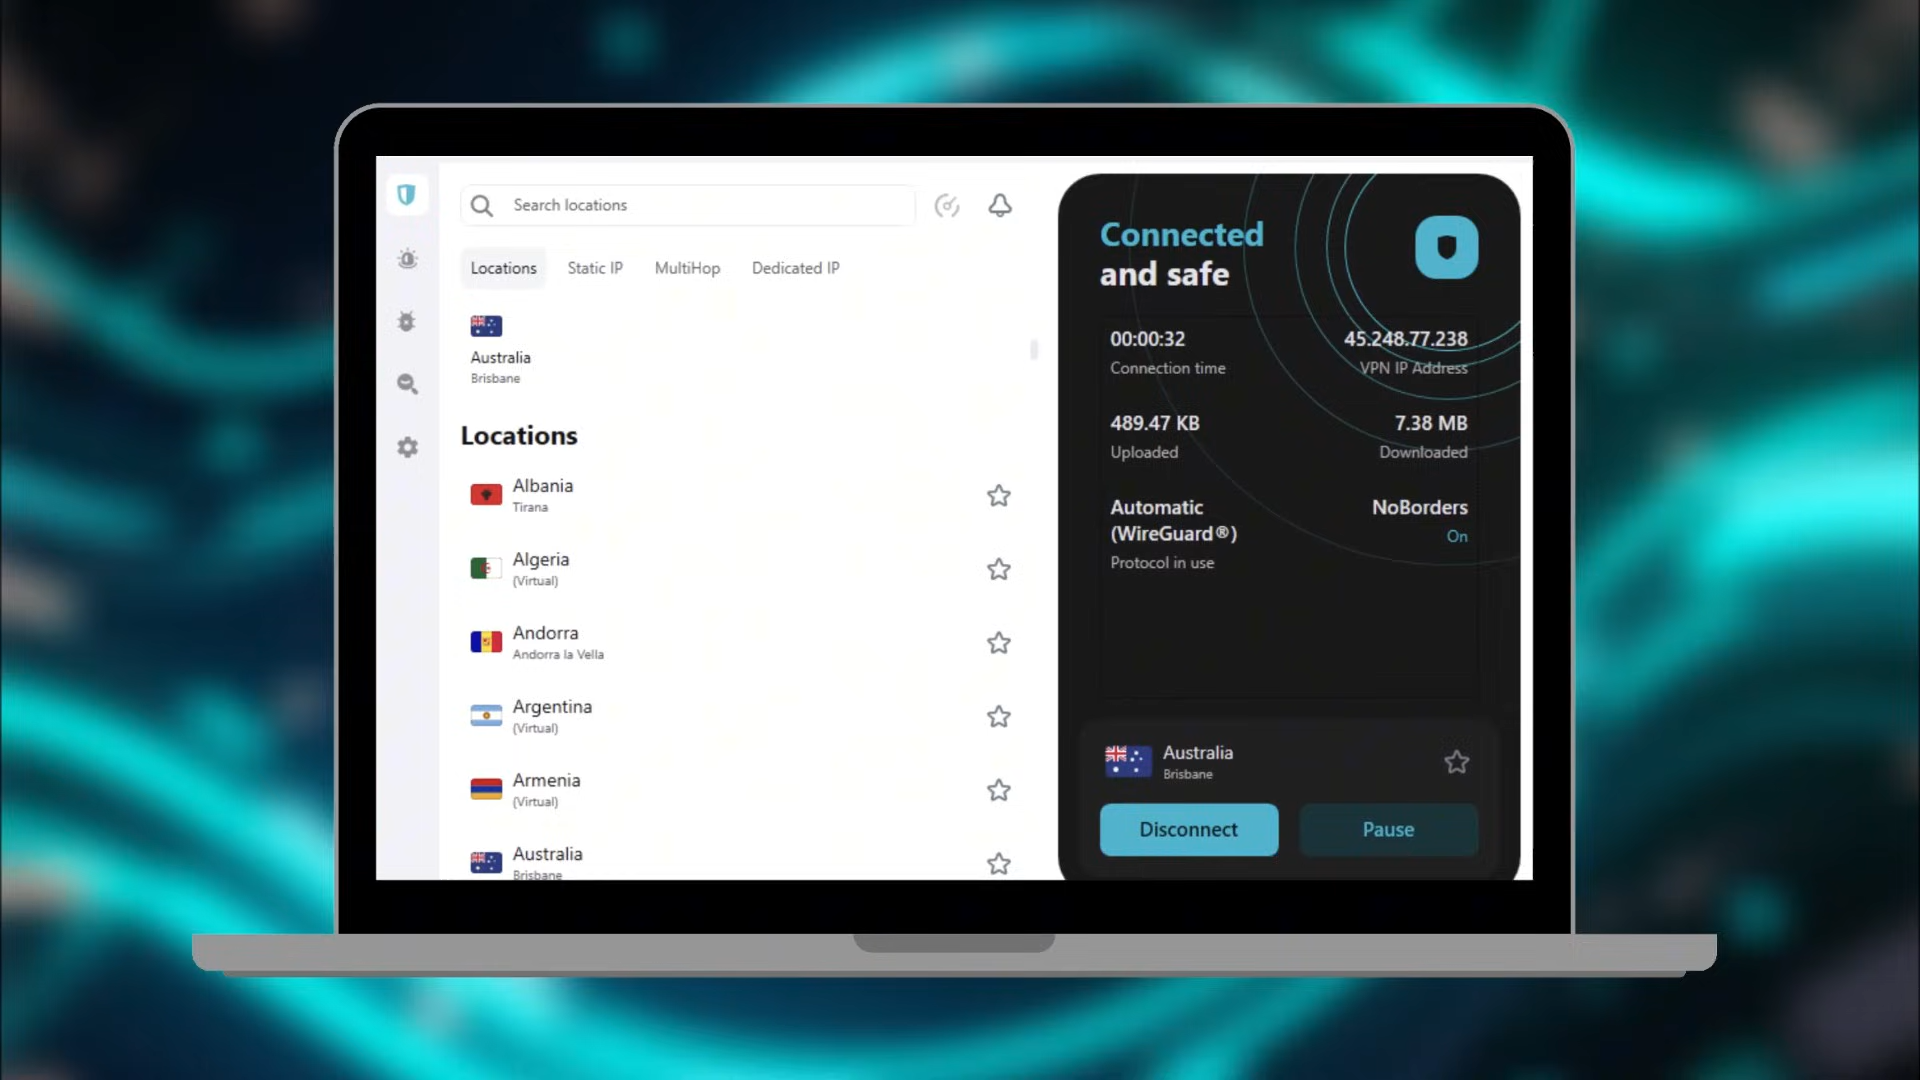 Search locations
Locations
Static IP
MultiHop
Dedicated IP
Australia
Brisbane
Locations
Albania
Tirana
Algeria
(Virtual)
Andorra
Andorra la Vella
Argentina
(Virtual)
Armenia
(Virtual)
Australia
Brisbane
Connected
and safe
00:00:32
Connection time
45.248.77.238
VPN IP Address
489.47 KB
Uploaded
7.38 MB
Downloaded
Automatic
(WireGuard®)
Protocol in use
NoBorders
On
Australia
Brisbane
Disconnect
Pause